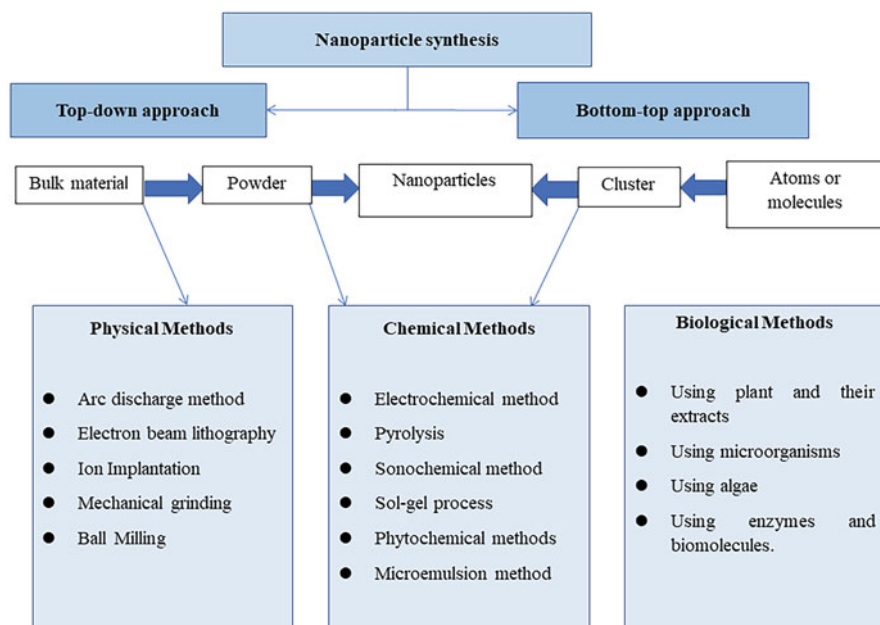 Nanoparticle synthesis
Top-down approach
Bottom-top approach
Bulk material
Powder
Nanoparticles
Cluster
Atoms or
molecules
Physical Methods
● Arc discharge method
● Electron beam lithography
● Ion Implantation
● Mechanical grinding
● Ball Milling
Chemical Methods
● Electrochemical method
● Pyrolysis
● Sonochemical method
● Sol-gel process
● Phytochemical methods
● Microemulsion method
Biological Methods
● Using plant and their
extracts
● Using microorganisms
● Using algae
● Using enzymes and
biomolecules.